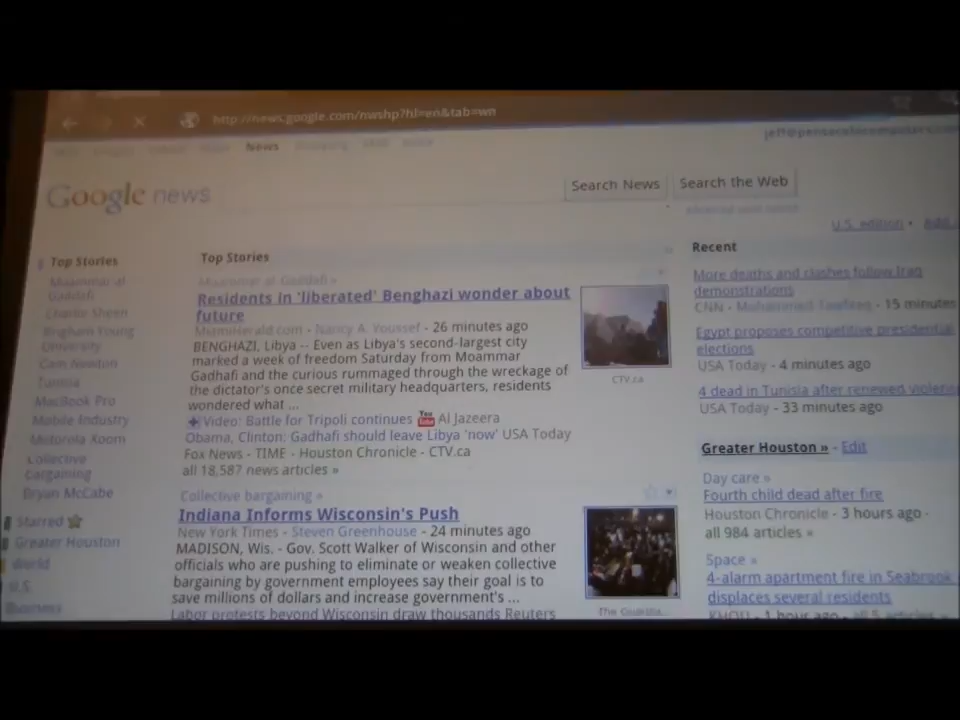 http://news.google.com/nwshp?hl=en&tab=wn
News
Google news
Search News
Search the Web
U.S. edition
Top Stories
Muammar al
Gaddafi
Charlie Sheen
Bingham Young
University
Cam Newton
Tunisia
MacBook Pro
Mobile Industry
Motorola Xoom
Collective
bargaining
Bryan McCabe
Starred
Greater Houston
World
U.S.
Business
Top Stories
Muammar al Gaddafi »
Residents in 'liberated' Benghazi wonder about
future
MiamiHerald.com - Nancy A. Youssef - 26 minutes ago
BENGHAZI, Libya -- Even as Libya's second-largest city
marked a week of freedom Saturday from Moammar
Gadhafi and the curious rummaged through the wreckage of
the dictator's once secret military headquarters, residents
wondered what ...
Video: Battle for Tripoli continues Al Jazeera
Obama, Clinton: Gadhafi should leave Libya 'now' USA Today
Fox News - TIME - Houston Chronicle - CTV.ca
all 18,587 news articles »
CTV.ca
Collective bargaining »
Indiana Informs Wisconsin's Push
New York Times - Steven Greenhouse - 24 minutes ago
MADISON, Wis. - Gov. Scott Walker of Wisconsin and other
officials who are pushing to eliminate or weaken collective
bargaining by government employees say their goal is to
save millions of dollars and increase government's ...
Labor protests beyond Wisconsin draw thousands Reuters
Recent
More deaths and clashes follow Iraq
demonstrations
CNN - Mohammed Tawfeeq - 15 minutes
Egypt proposes competitive presidential
elections
USA Today - 4 minutes ago
4 dead in Tunisia after renewed violen
USA Today - 33 minutes ago
Greater Houston » - Edit
Day care »
Fourth child dead after fire
Houston Chronicle - 3 hours ago -
all 984 articles »
Space »
4-alarm apartment fire in Seabrook
displaces several residents
KHOU - 1 hour ago - all 5 articles »